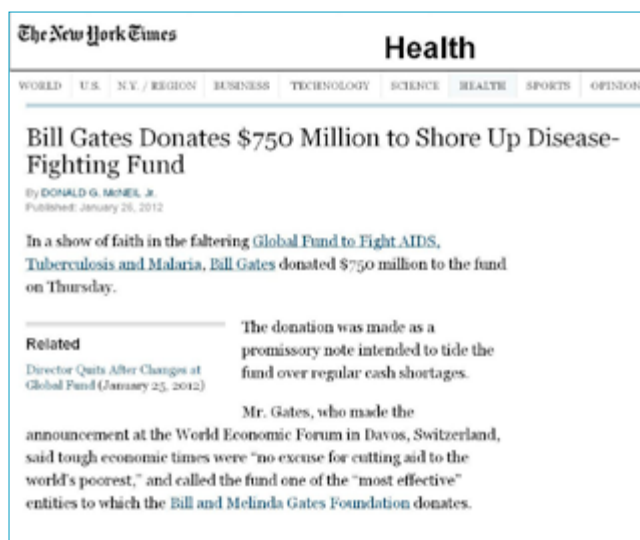 The New York Times
Health
WORLD U.S. N.Y. / REGION BUSINESS TECHNOLOGY SCIENCE HEALTH SPORTS OPINION
Bill Gates Donates $750 Million to Shore Up Disease-
Fighting Fund
By DONALD G. McNEIL Jr.
Published: January 26, 2012
In a show of faith in the faltering Global Fund to Fight AIDS,
Tuberculosis and Malaria, Bill Gates donated $750 million to the fund
on Thursday.
Related
Director Quits After Changes at
Global Fund (January 25, 2012)
The donation was made as a
promissory note intended to tide the
fund over regular cash shortages.
Mr. Gates, who made the
announcement at the World Economic Forum in Davos, Switzerland,
said tough economic times were “no excuse for cutting aid to the
world’s poorest,” and called the fund one of the “most effective”
entities to which the Bill and Melinda Gates Foundation donates.